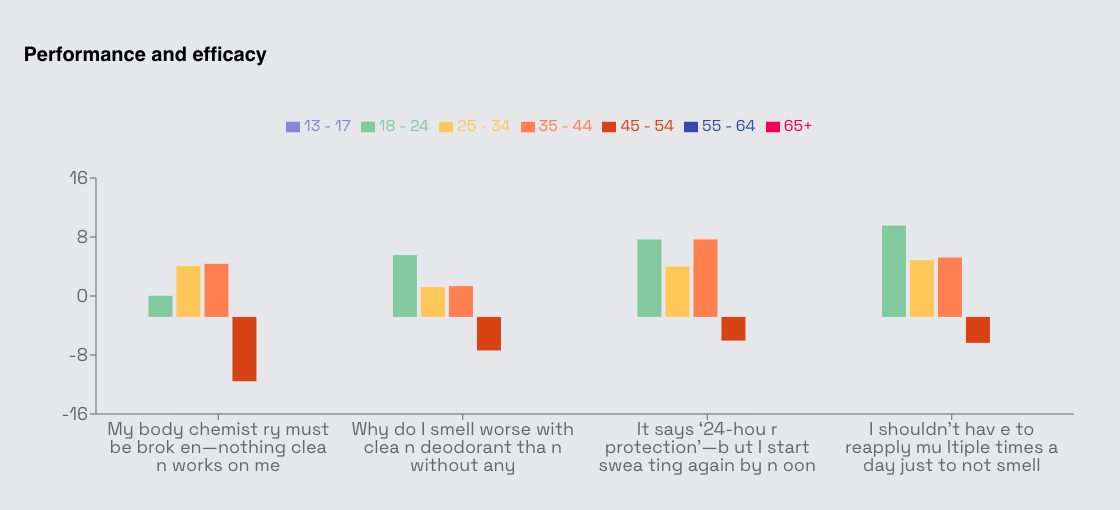 Performance and efficacy
13 - 17 18 - 24 25 - 34 35 - 44 45 - 54 55 - 64 65+
16
8
0
-8
-16
My body chemist ry must
be brok en—nothing clea
n works on me
Why do I smell worse with
clea n deodorant tha n
without any
It says ‘24-hou r
protection’—b ut I start
swea ting again by n oon
I shouldn’t hav e to
reapply mu ltiple times a
day just to not smell